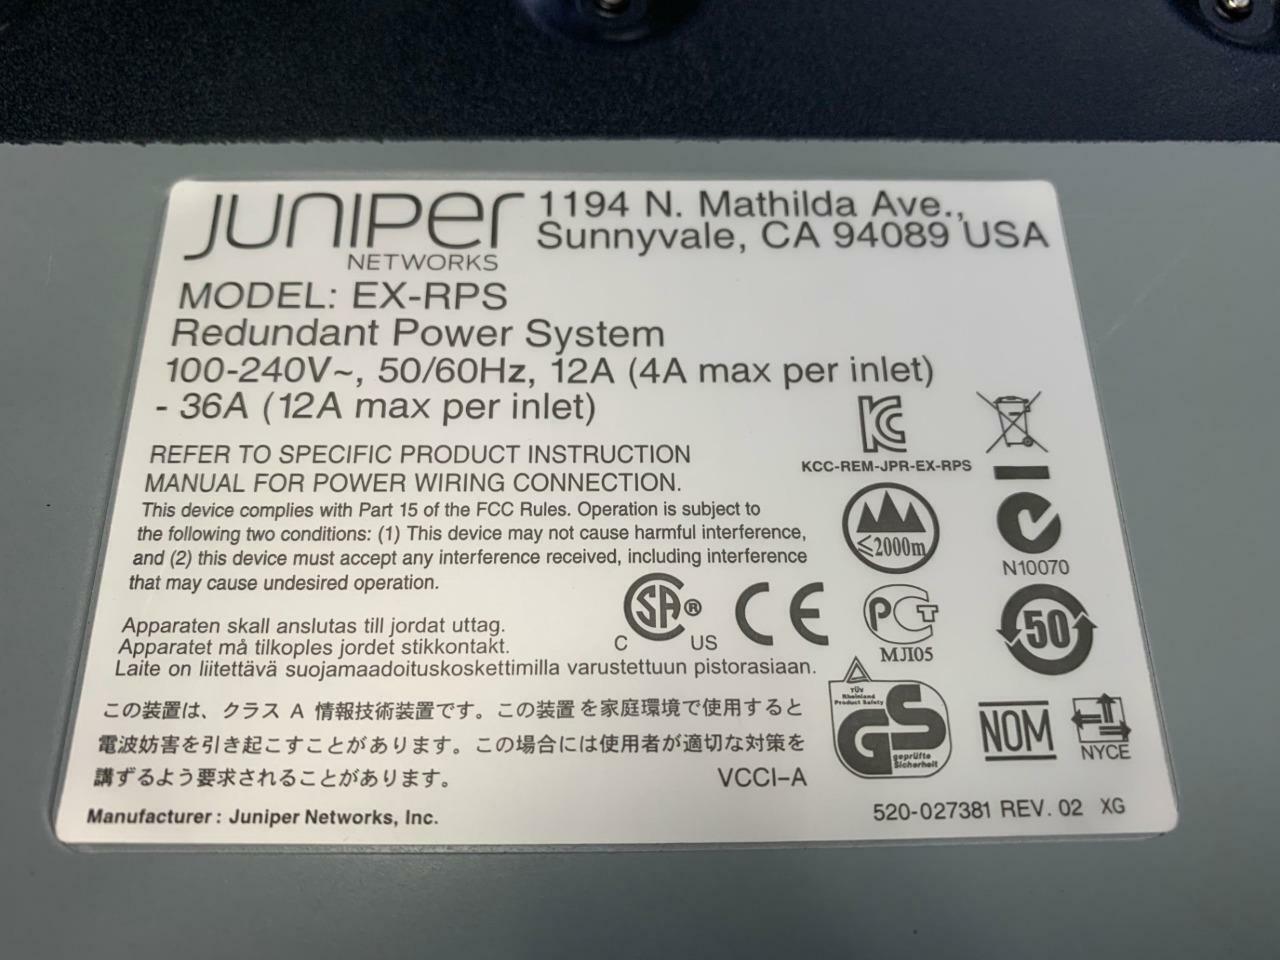 JUNIPER NETWORKS
1194 N. Mathilda Ave.,
Sunnyvale, CA 94089 USA
MODEL: EX-RPS
Redundant Power System
100-240V~, 50/60Hz, 12A (4A max per inlet)
- 36A (12A max per inlet)
REFER TO SPECIFIC PRODUCT INSTRUCTION
MANUAL FOR POWER WIRING CONNECTION.
This device complies with Part 15 of the FCC Rules. Operation is subject to
the following two conditions: (1) This device may not cause harmful interference,
and (2) this device must accept any interference received, including interference
that may cause undesired operation.
KCC-REM-JPR-EX-RPS
≤2000m
N10070
C SA® US
CE
PCT
MJI05
50
Apparaten skall anslutas till jordat uttag.
Apparatet må tilkoples jordet stikkontakt.
Laite on liitettävä suojamaadoituskoskettimilla varustettuun pistorasiaan.
この装置は、クラス A 情報技術装置です。この装置を家庭環境で使用すると
電波妨害を引き起こすことがあります。この場合には使用者が適切な対策を
講ずるよう要求されることがあります。 VCCI-A
TÜV
Rheinland
Product Safety
GS
geprüfte
Sicherheit
NOM
NYCE
Manufacturer : Juniper Networks, Inc.
520-027381 REV. 02 XG